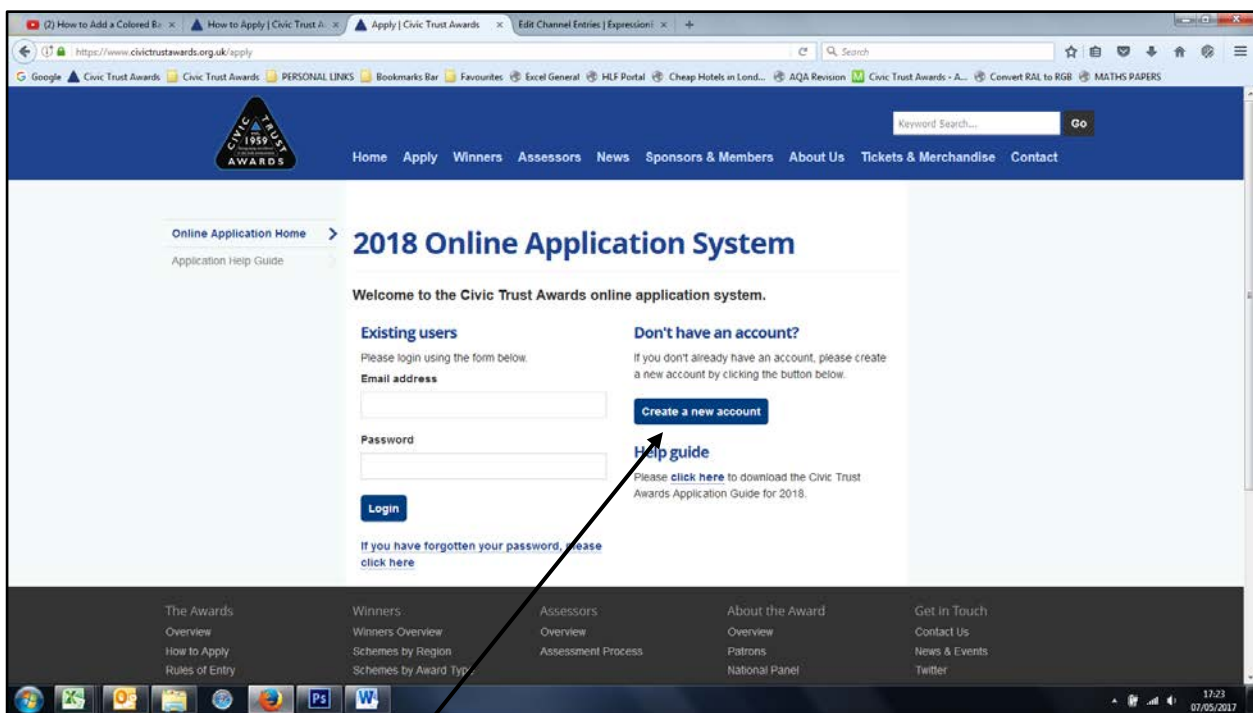 (2) How to Add a Colored Ba
How to Apply | Civic Trust A
Apply | Civic Trust Awards
Edit Channel Entries | Expression
https://www.civictrustawards.org.uk/apply
Search
Google
Civic Trust Awards
Civic Trust Awards
PERSONAL LINKS
Bookmarks Bar
Favourites
Excel General
HLF Portal
Cheap Hotels in Lond...
AQA Revision
Civic Trust Awards - A...
Convert RAL to RGB
MATHS PAPERS
CIVIC TRUST
1959
AWARDS
Keyword Search...
Go
Home Apply Winners Assessors News Sponsors & Members About Us Tickets & Merchandise Contact
Online Application Home
Application Help Guide
2018 Online Application System
Welcome to the Civic Trust Awards online application system.
Existing users
Please login using the form below.
Email address
Password
Login
If you have forgotten your password, please
click here
Don't have an account?
If you don't already have an account, please create
a new account by clicking the button below.
Create a new account
Help guide
Please click here to download the Civic Trust
Awards Application Guide for 2018.
The Awards
Overview
How to Apply
Rules of Entry
Winners
Winners Overview
Schemes by Region
Schemes by Award Type
Assessors
Overview
Assessment Process
About the Award
Overview
Patrons
National Panel
Get in Touch
Contact Us
News & Events
Twitter
Ps
W
17:23
07/05/2017